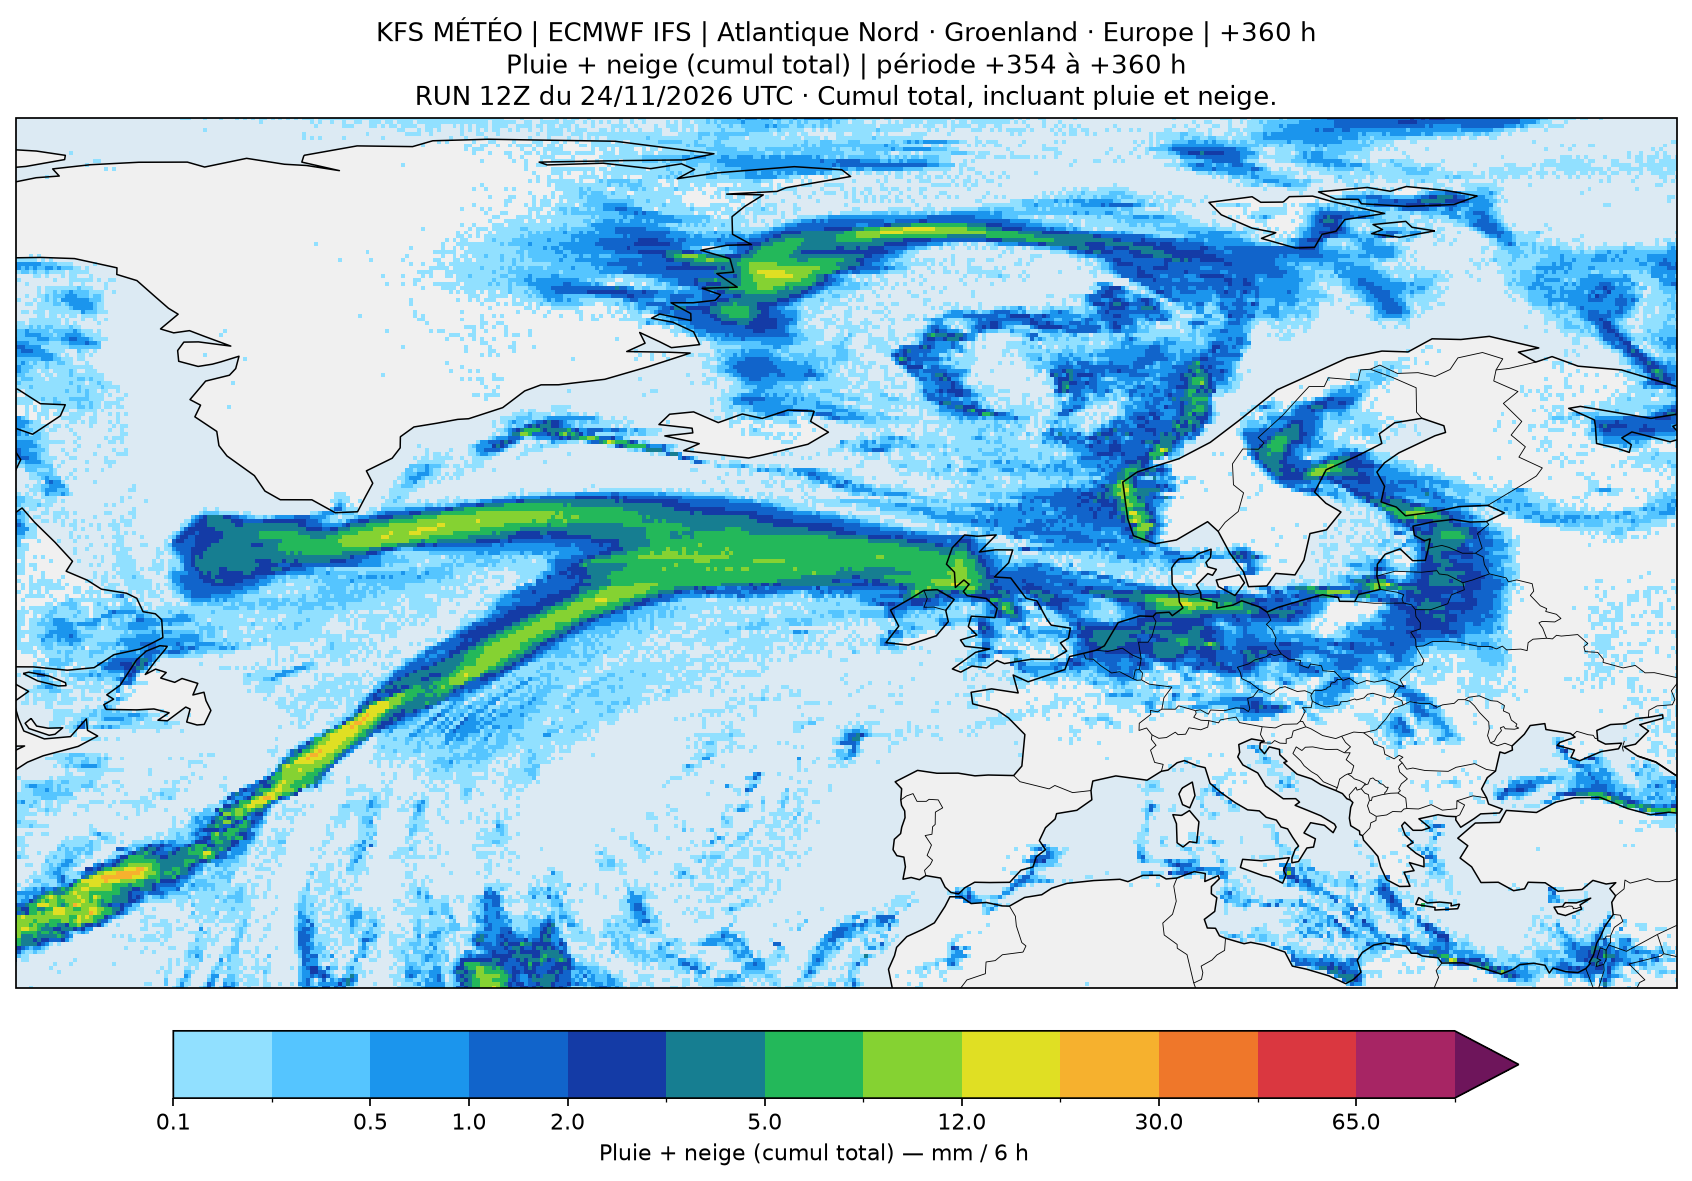 KFS MÉTÉO | ECMWF IFS | Atlantique Nord · Groenland · Europe | +360 h
Pluie + neige (cumul total) | période +354 à +360 h
RUN 12Z du 24/11/2026 UTC · Cumul total, incluant pluie et neige.
0.1 0.5 1.0 2.0 5.0 12.0 30.0 65.0
Pluie + neige (cumul total) — mm / 6 h